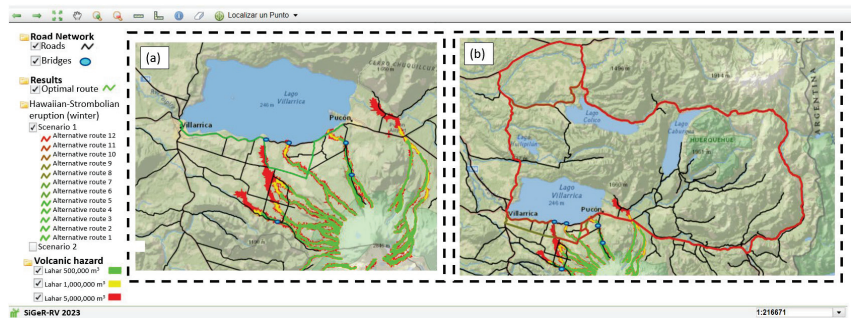 Localizar un Punto
Road Network
Roads
Bridges
Results
Optimal route
Hawaiian-Strombolian
eruption (winter)
Scenario 1
Alternative route 12
Alternative route 11
Alternative route 10
Alternative route 9
Alternative route 8
Alternative route 7
Alternative route 6
Alternative route 5
Alternative route 4
Alternative route 3
Alternative route 2
Alternative route 1
Scenario 2
Volcanic hazard
Lahar 500,000 m³
Lahar 1,000,000 m³
Lahar 5,000,000 m³
(a)
Lago
Villarrica
246 m
Villarrica
Pucón
(b)
Lago
Lago
HUERQUEHUE
ARGENTINA
Lago
Villarrica
246 m
Villarrica
Pucón
SiGeR-RV 2023
1:216671